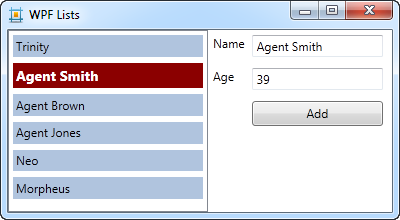 WPF Lists
Trinity
Agent Smith
Agent Brown
Agent Jones
Neo
Morpheus
Name Agent Smith
Age 39
Add